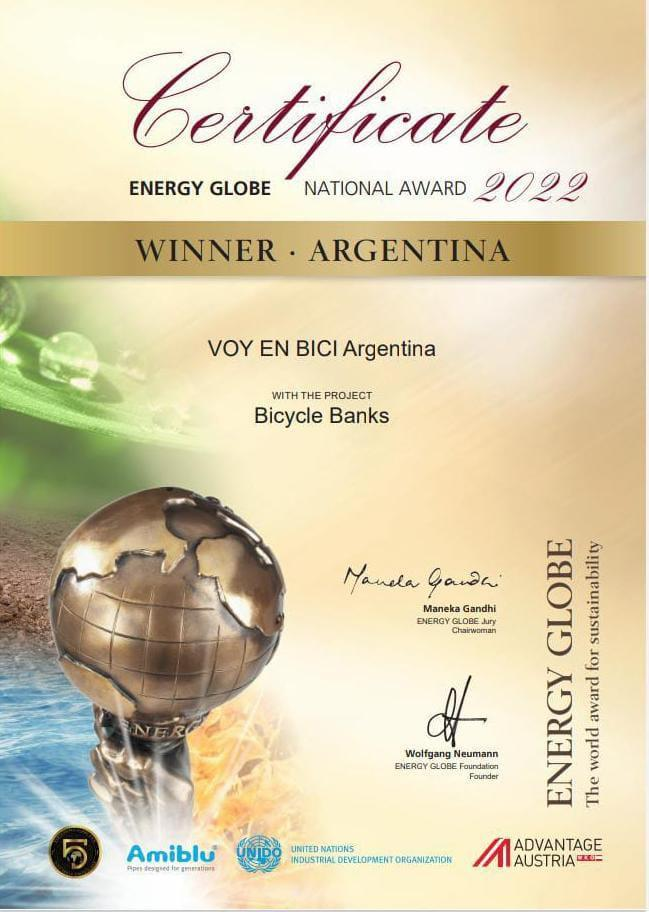 Certificate
ENERGY GLOBE NATIONAL AWARD 2022
WINNER · ARGENTINA
VOY EN BICI Argentina
WITH THE PROJECT
Bicycle Banks
Maneka Gandhi
Maneka Gandhi
ENERGY GLOBE Jury
Chairwoman
Wolfgang Neumann
ENERGY GLOBE Foundation
Founder
ENERGY GLOBE
The world award for sustainability
ENERG
Amiblu
Pipes designed for generations
UNIDO
UNITED NATIONS
INDUSTRIAL DEVELOPMENT ORGANIZATION
ADVANTAGE
AUSTRIA WKO